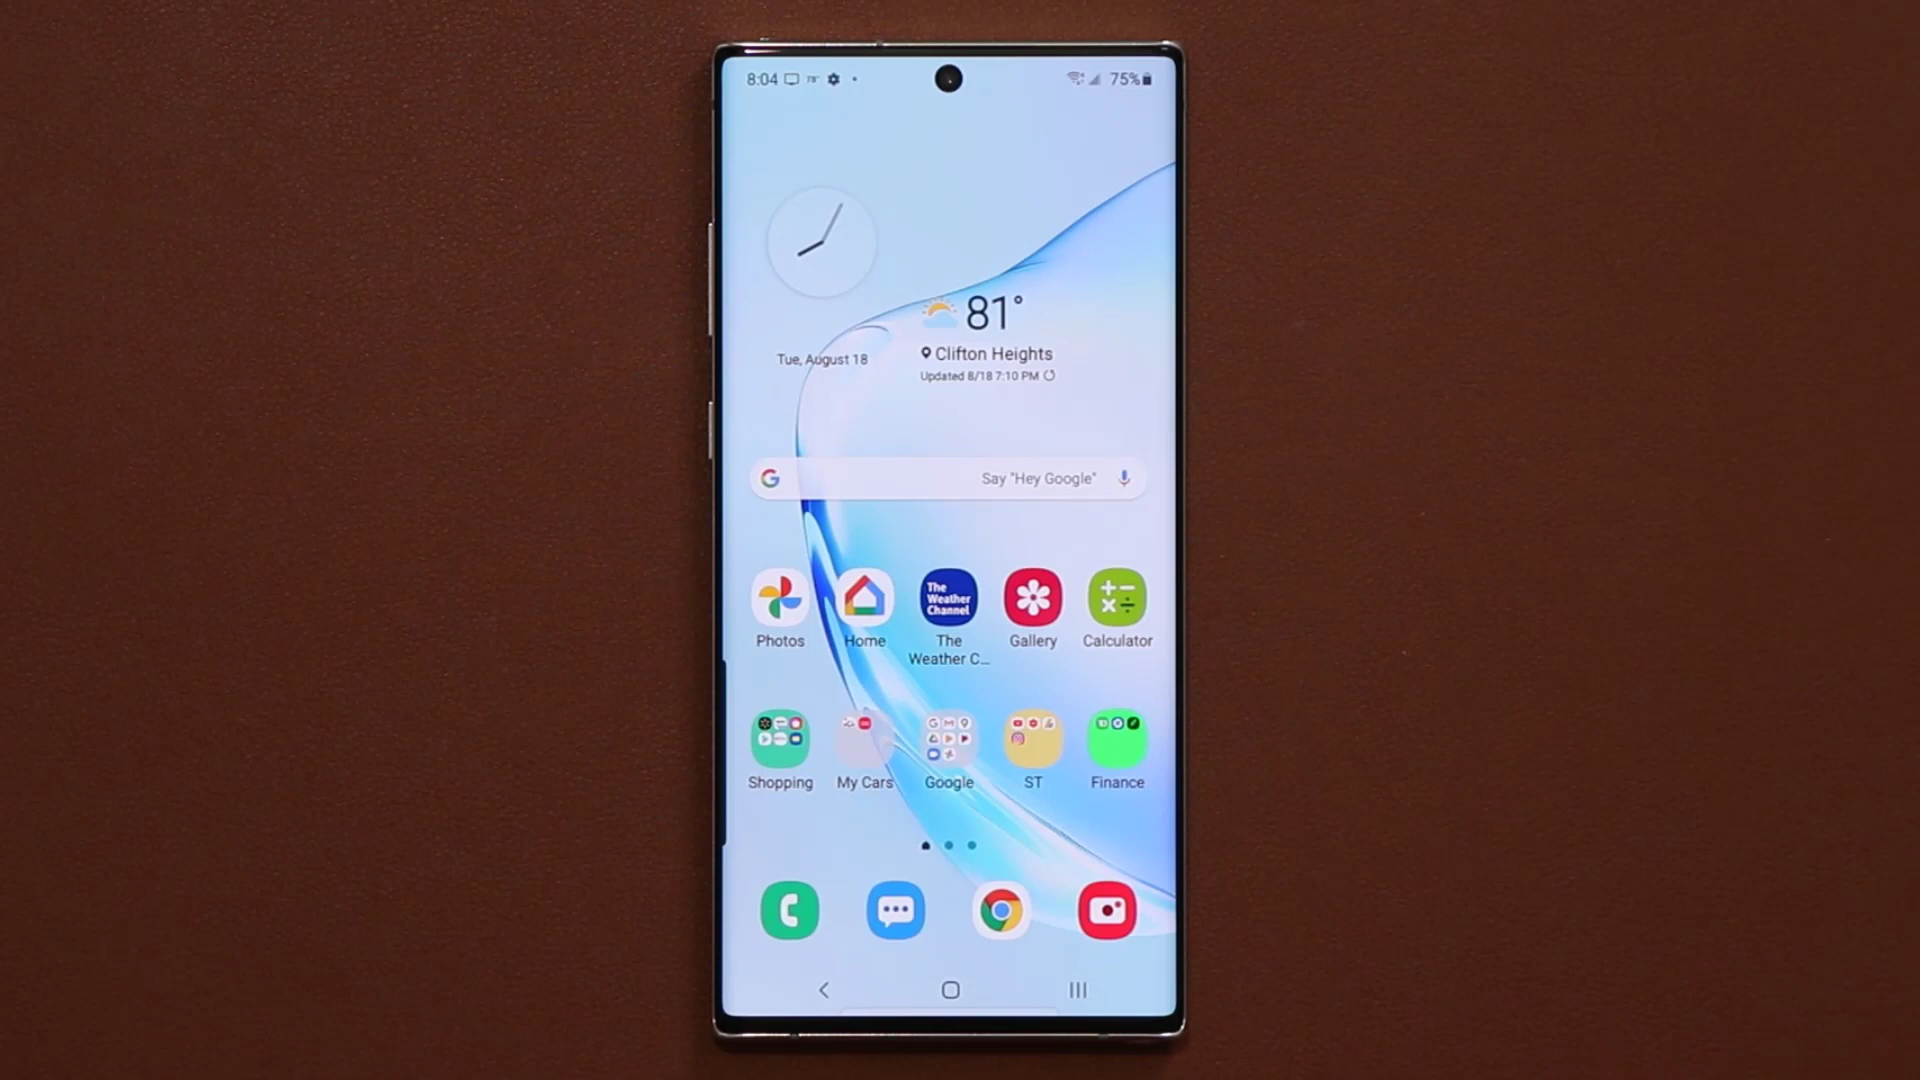 8:04
78°
75%
81°
Clifton Heights
Tue, August 18
Updated 8/18 7:10 PM
Say "Hey Google"
The
Weather
Channel
Photos
Home
The
Weather C...
Gallery
Calculator
Shopping
My Cars
Google
ST
Finance